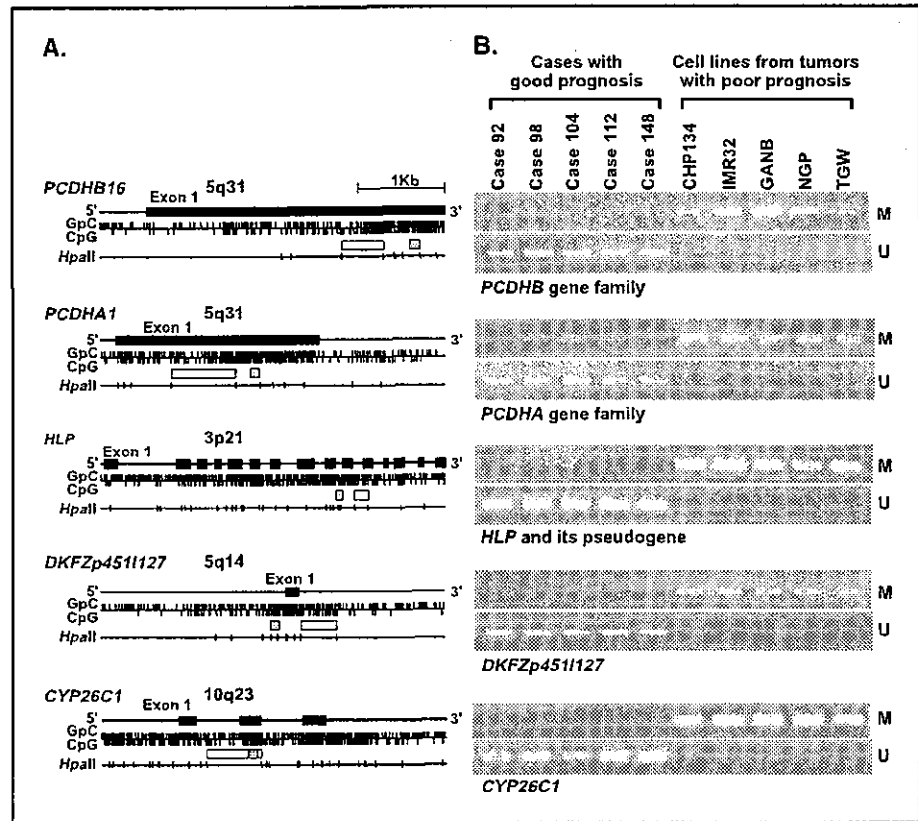 A.
PCDHB16 5q31
1Kb
Exon 1
5' 3'
GpC
CpG
HpaII
PCDHA1 5q31
Exon 1
5' 3'
GpC
CpG
HpaII
HLP 3p21
Exon 1
5' 3'
GpC
CpG
HpaII
DKFZp451I127 5q14
Exon 1
5' 3'
GpC
CpG
HpaII
CYP26C1 10q23
Exon 1
5' 3'
GpC
CpG
HpaII
B.
Cases with
good prognosis
Cell lines from tumors
with poor prognosis
Case 92
Case 98
Case 104
Case 112
Case 148
CHP134
IMR32
GANB
NGP
TGW
M
U
PCDHB gene family
M
U
PCDHA gene family
M
U
HLP and its pseudogene
M
U
DKFZp451I127
M
U
CYP26C1